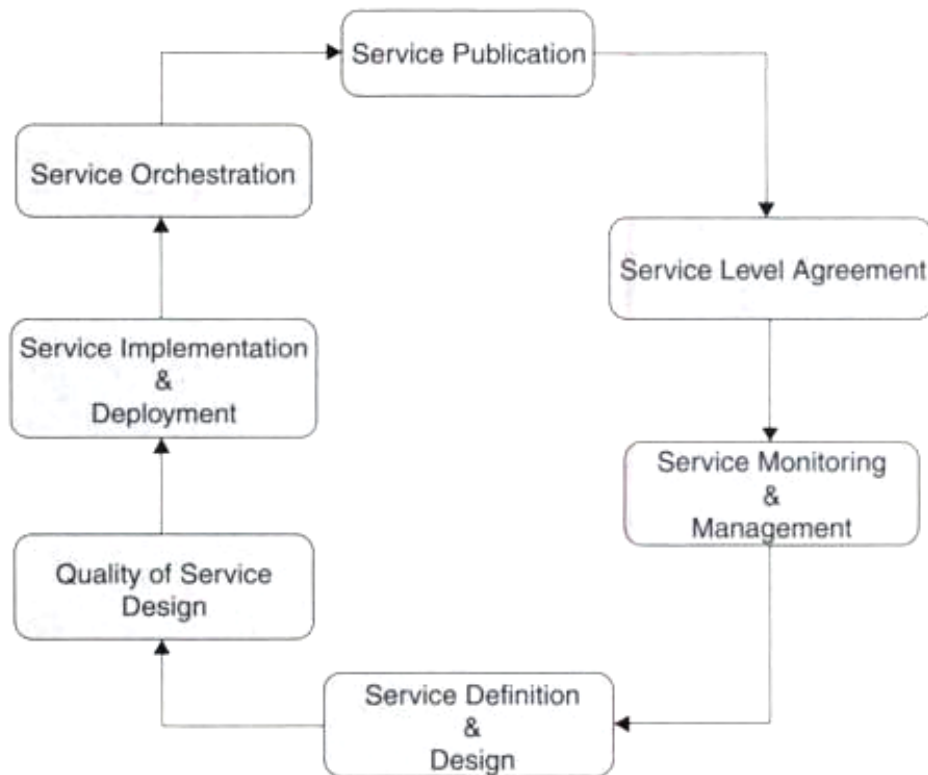 Service Publication
Service Orchestration
Service Level Agreement
Service Implementation
&
Deployment
Service Monitoring
&
Management
Quality of Service
Design
Service Definition
&
Design